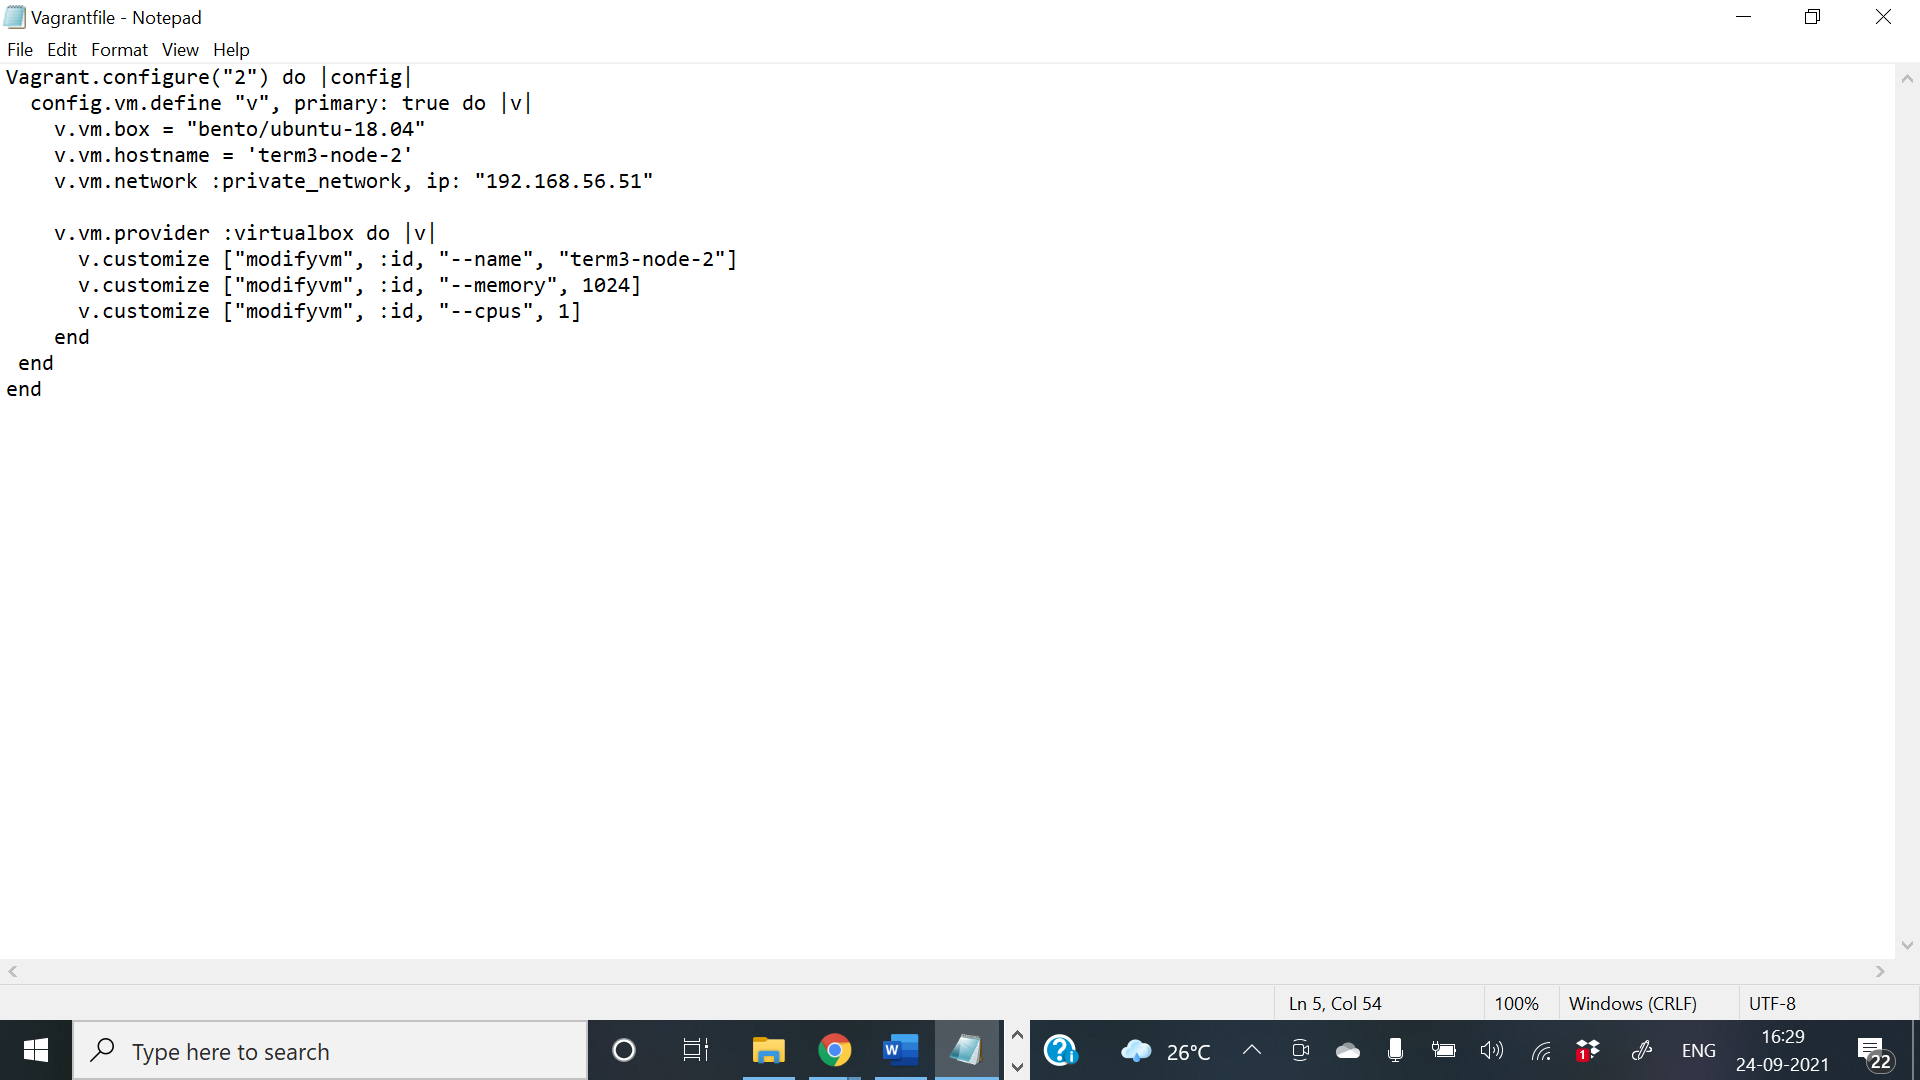 Vagrantfile - Notepad
File Edit Format View Help
Vagrant.configure("2") do |config|
  config.vm.define "v", primary: true do |v|
    v.vm.box = "bento/ubuntu-18.04"
    v.vm.hostname = 'term3-node-2'
    v.vm.network :private_network, ip: "192.168.56.51"

    v.vm.provider :virtualbox do |v|
      v.customize ["modifyvm", :id, "--name", "term3-node-2"]
      v.customize ["modifyvm", :id, "--memory", 1024]
      v.customize ["modifyvm", :id, "--cpus", 1]
    end
 end
end
Ln 5, Col 54 100% Windows (CRLF) UTF-8
Type here to search
W
26°C
1
ENG
16:29
24-09-2021
22